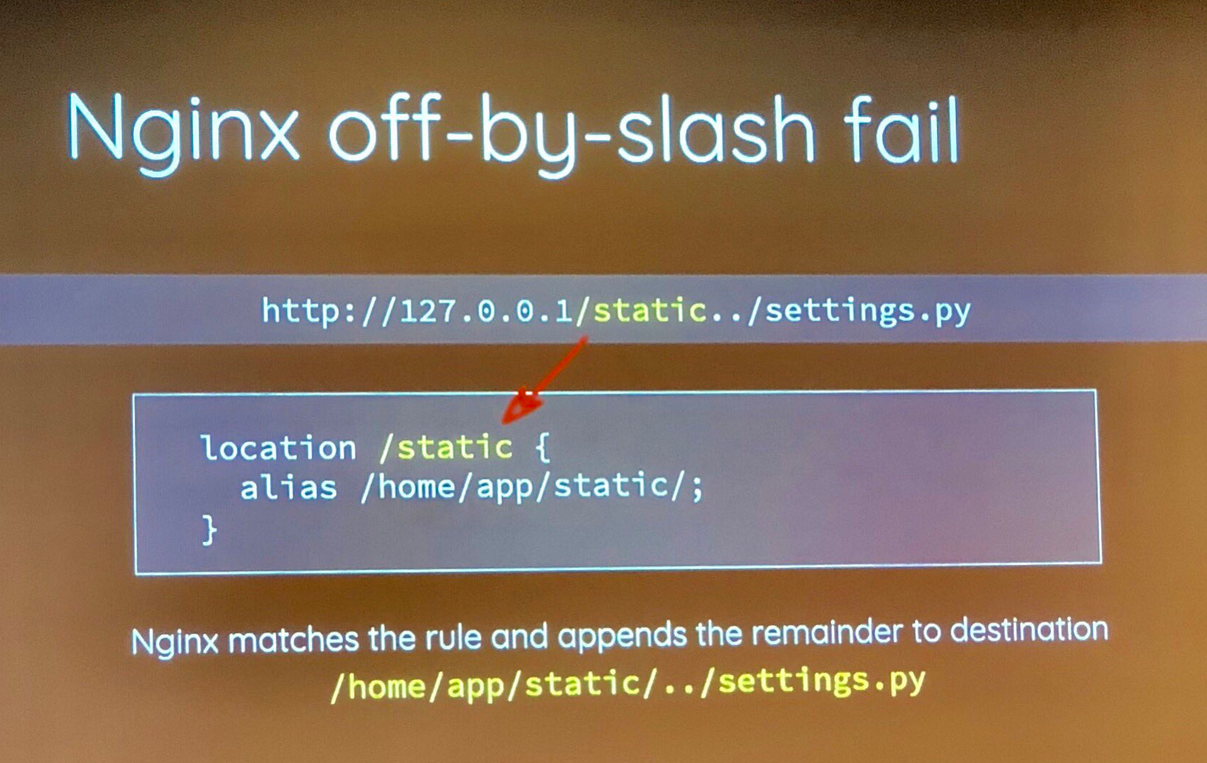 Nginx off-by-slash fail
http://127.0.0.1/static../settings.py
location /static {
alias /home/app/static/;
}
Nginx matches the rule and appends the remainder to destination
/home/app/static/../settings.py